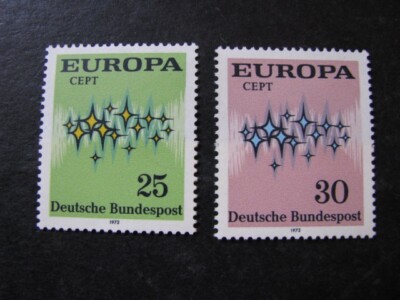 EUROPA
CEPT
25
Deutsche Bundespost
1972
EUROPA
CEPT
30
Deutsche Bundespost
1972